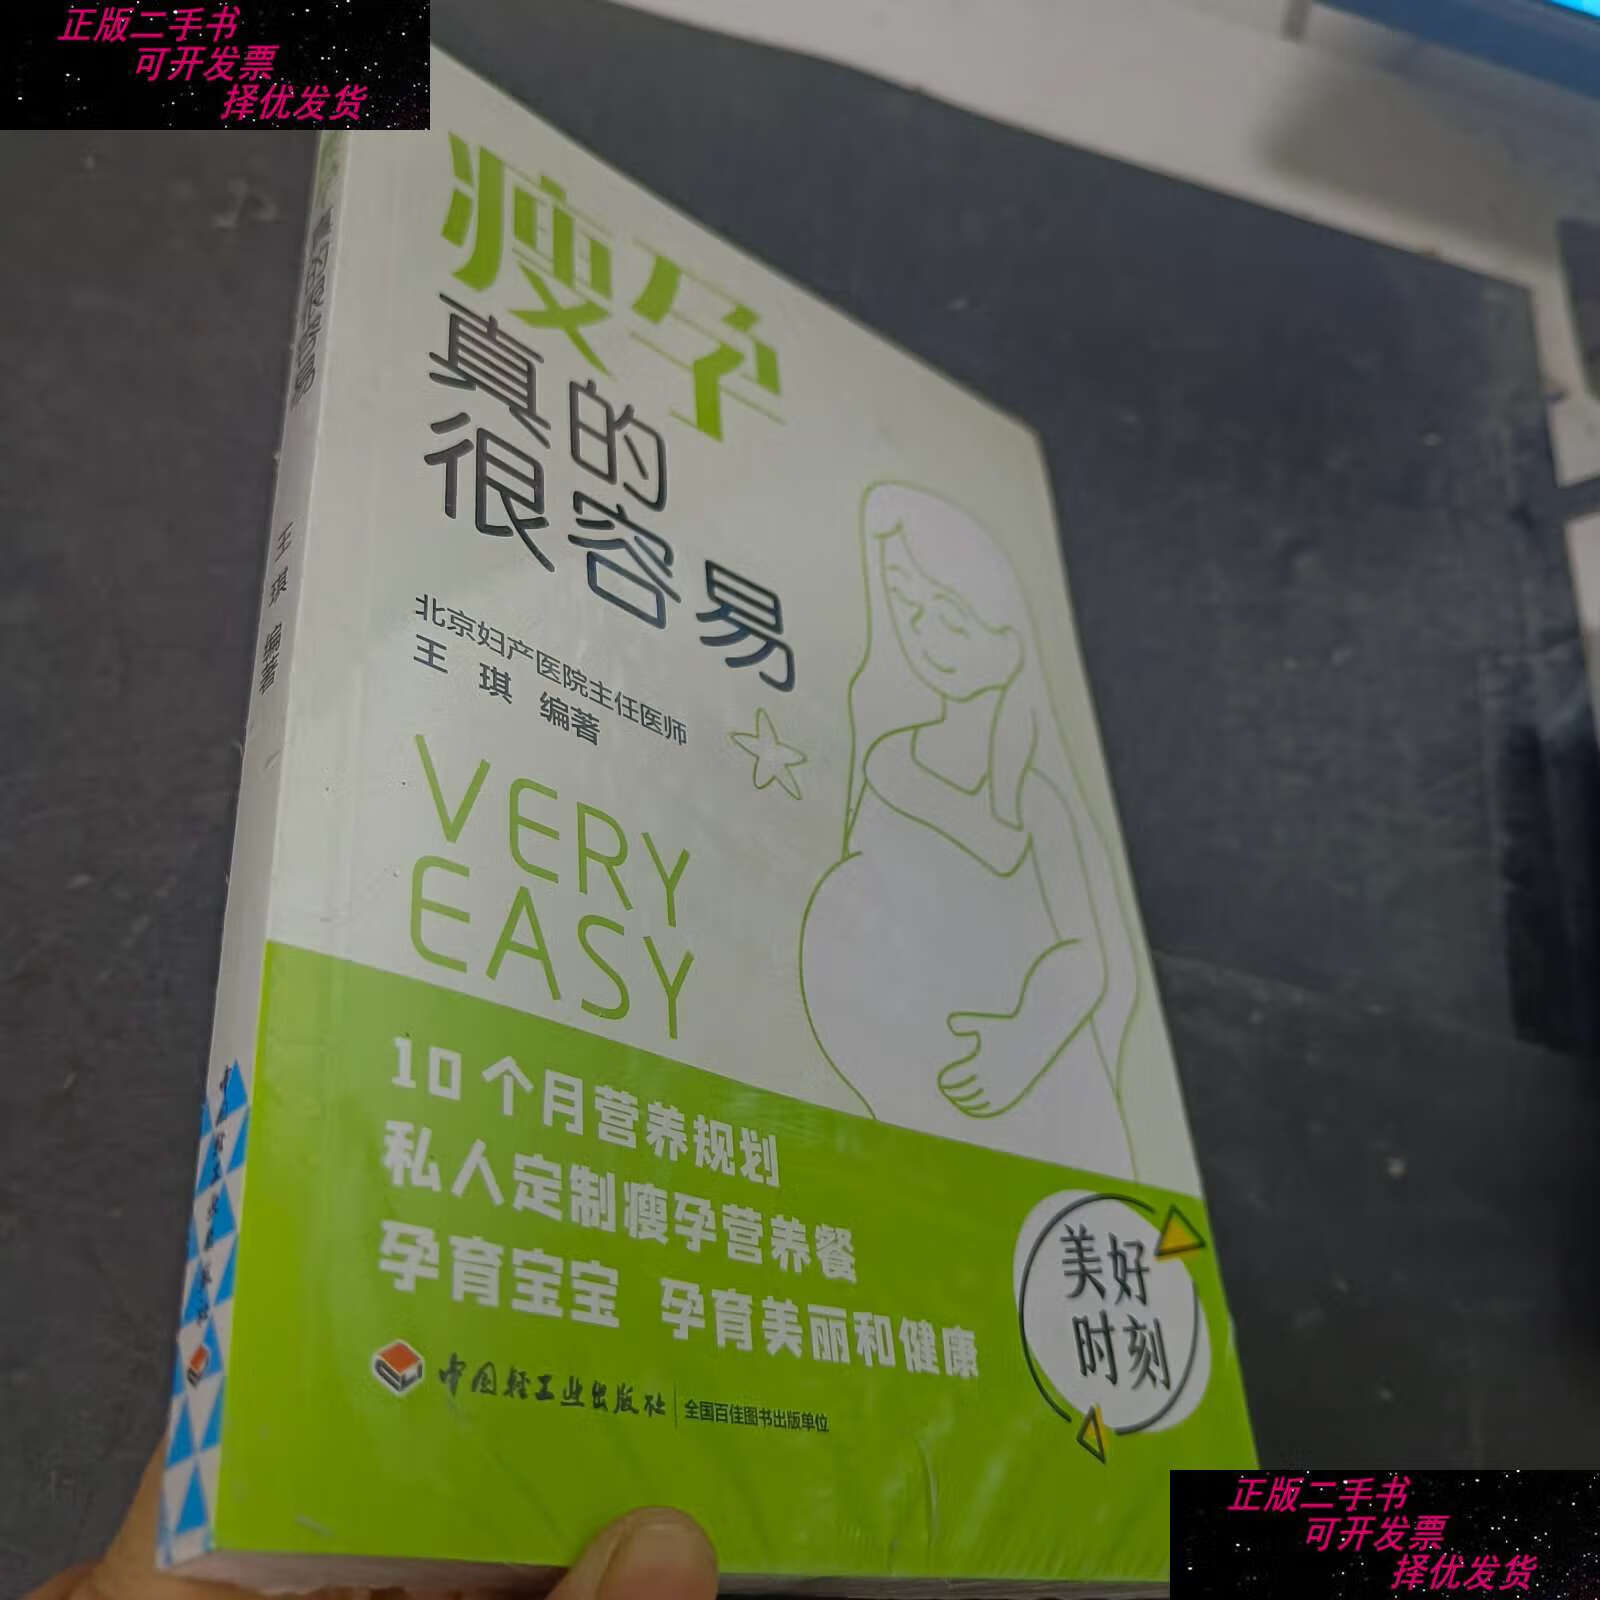 正版二手书
可开发票
择优发货
瘦孕
真的
很容易
北京妇产医院主任医师
王 琪 编著
VERY
EASY
10个月营养规划
私人定制瘦孕营养餐
孕育宝宝 孕育美丽和健康
美好
时刻
中国轻工业出版社
全国百佳图书出版单位
王 琪 编著
正版二手书
可开发票
择优发货